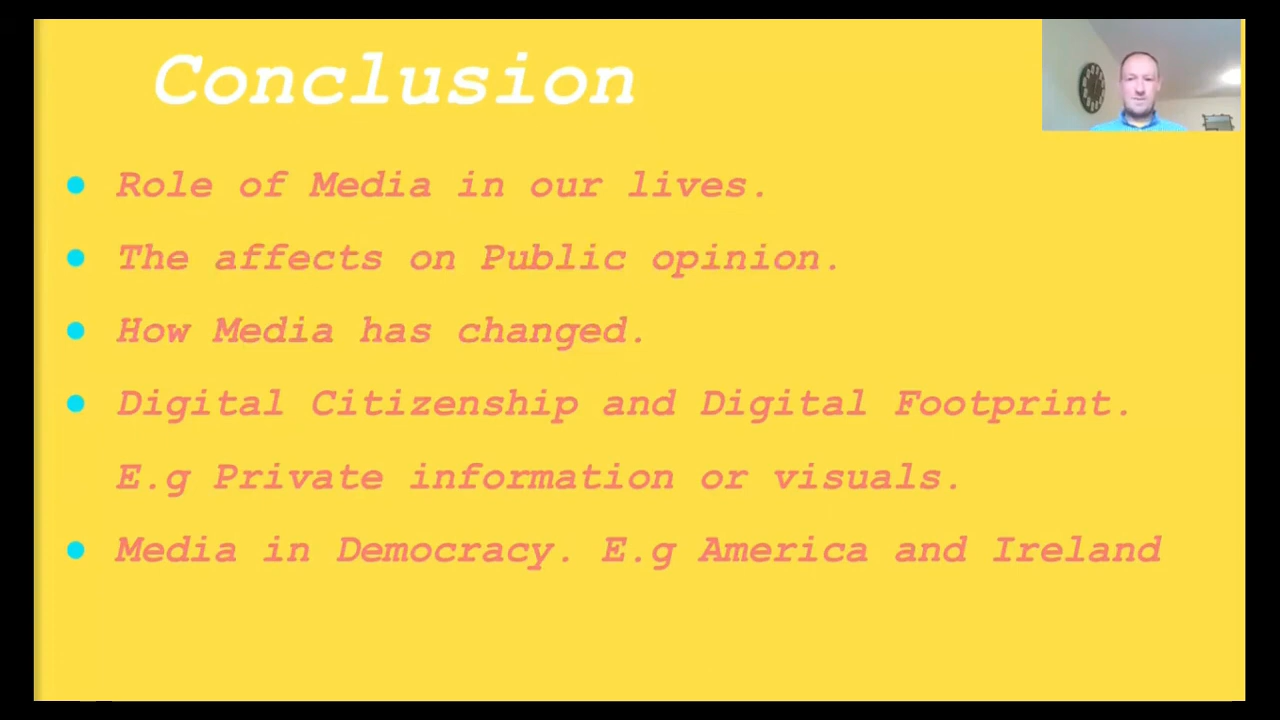 Conclusion
Role of Media in our lives.
The affects on Public opinion.
How Media has changed.
Digital Citizenship and Digital Footprint.
E.g Private information or visuals.
Media in Democracy. E.g America and Ireland